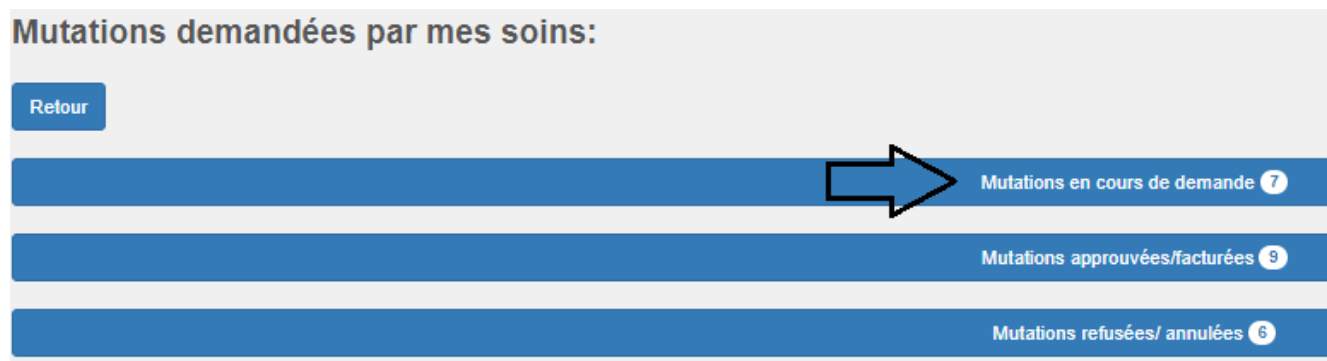 Mutations demandées par mes soins:
Retour
Mutations en cours de demande 7
Mutations approuvées/facturées 9
Mutations refusées/ annulées 6